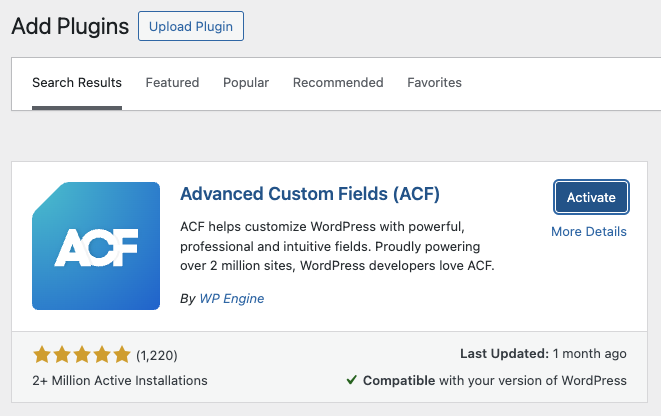 Add Plugins Upload Plugin
Search Results Featured Popular Recommended Favorites
ACF
Advanced Custom Fields (ACF)
Activate
ACF helps customize WordPress with powerful,
professional and intuitive fields. Proudly powering
over 2 million sites, WordPress developers love ACF.
More Details
By WP Engine
(1,220)
Last Updated: 1 month ago
2+ Million Active Installations
Compatible with your version of WordPress